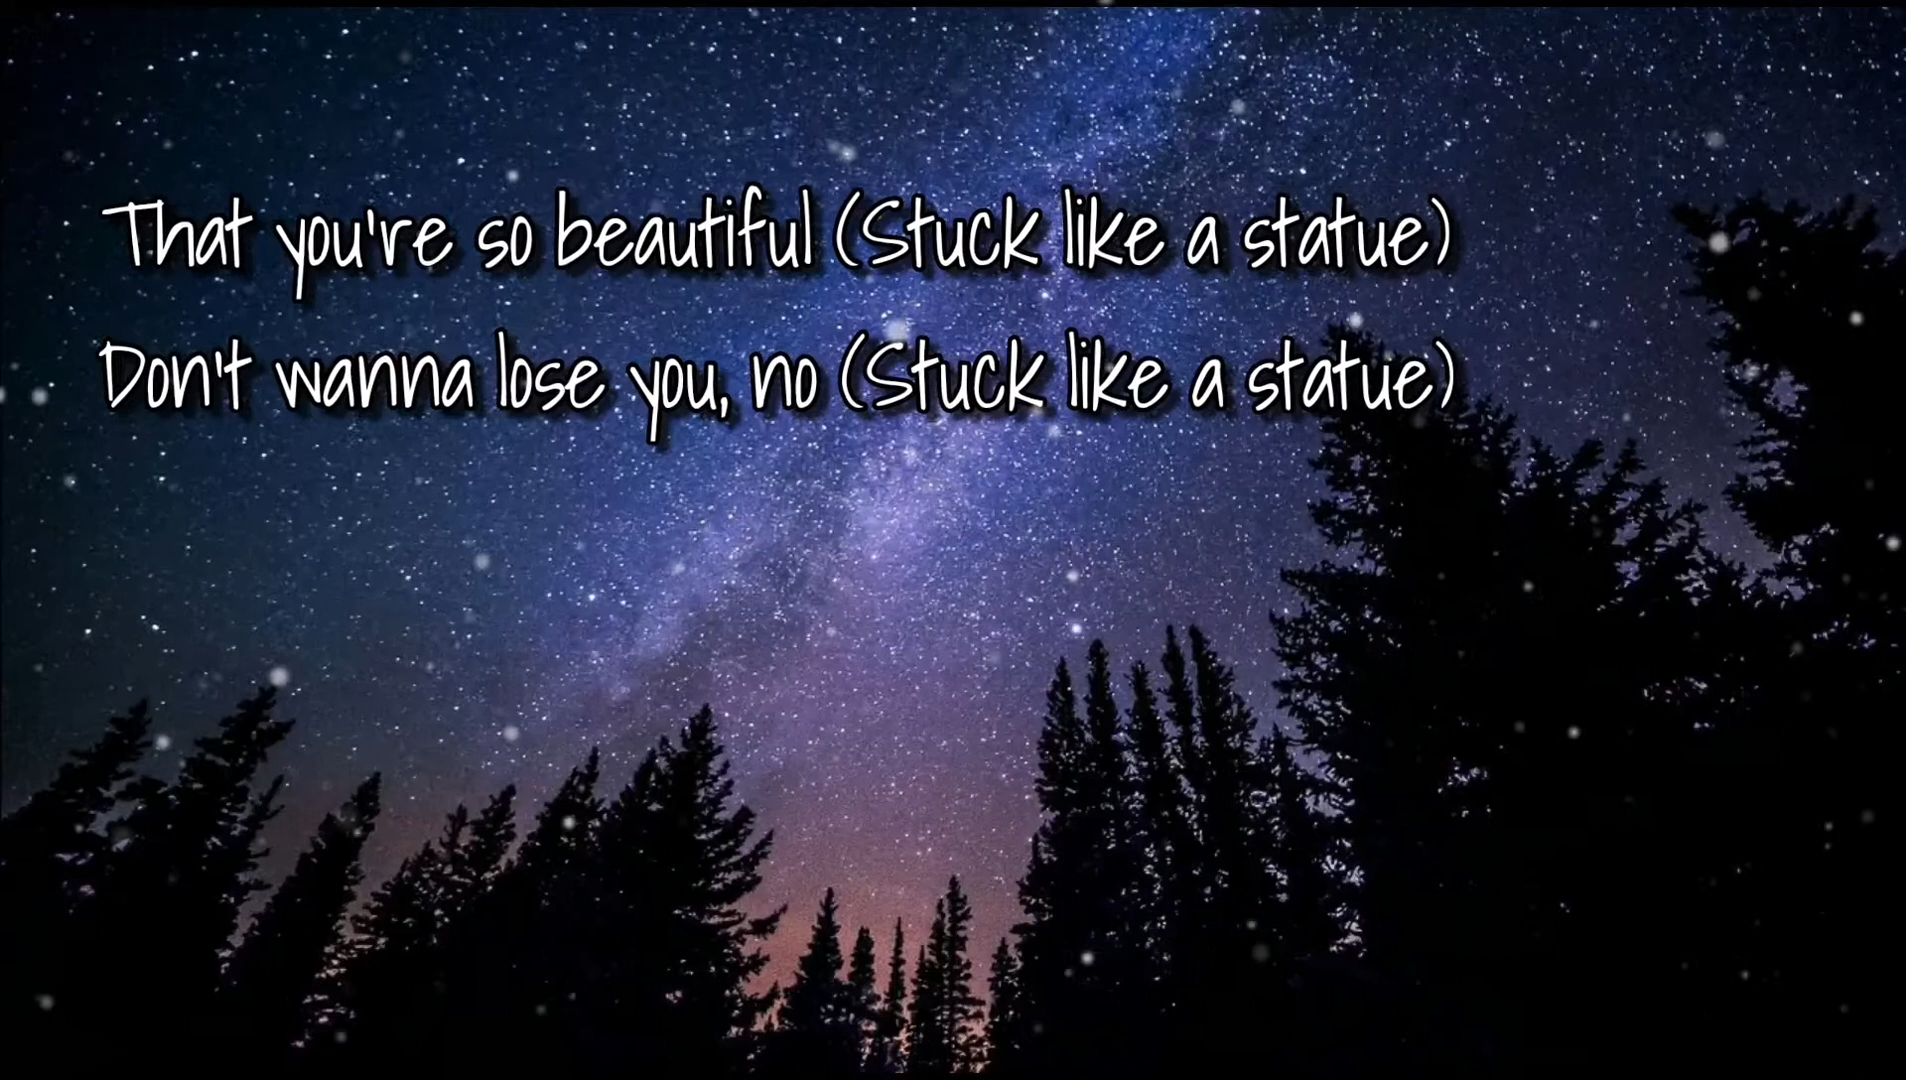 That you're so beautiful (Stuck like a statue)
Don't wanna lose you, no (Stuck like a statue)